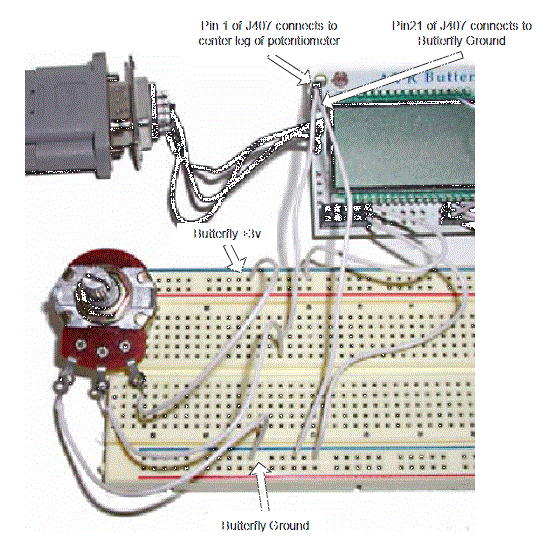 Pin 1 of J407 connects to
center leg of potentiometer
Pin21 of J407 connects to
Butterfly Ground
Butter
Butterfly +3v
Butterfly Ground